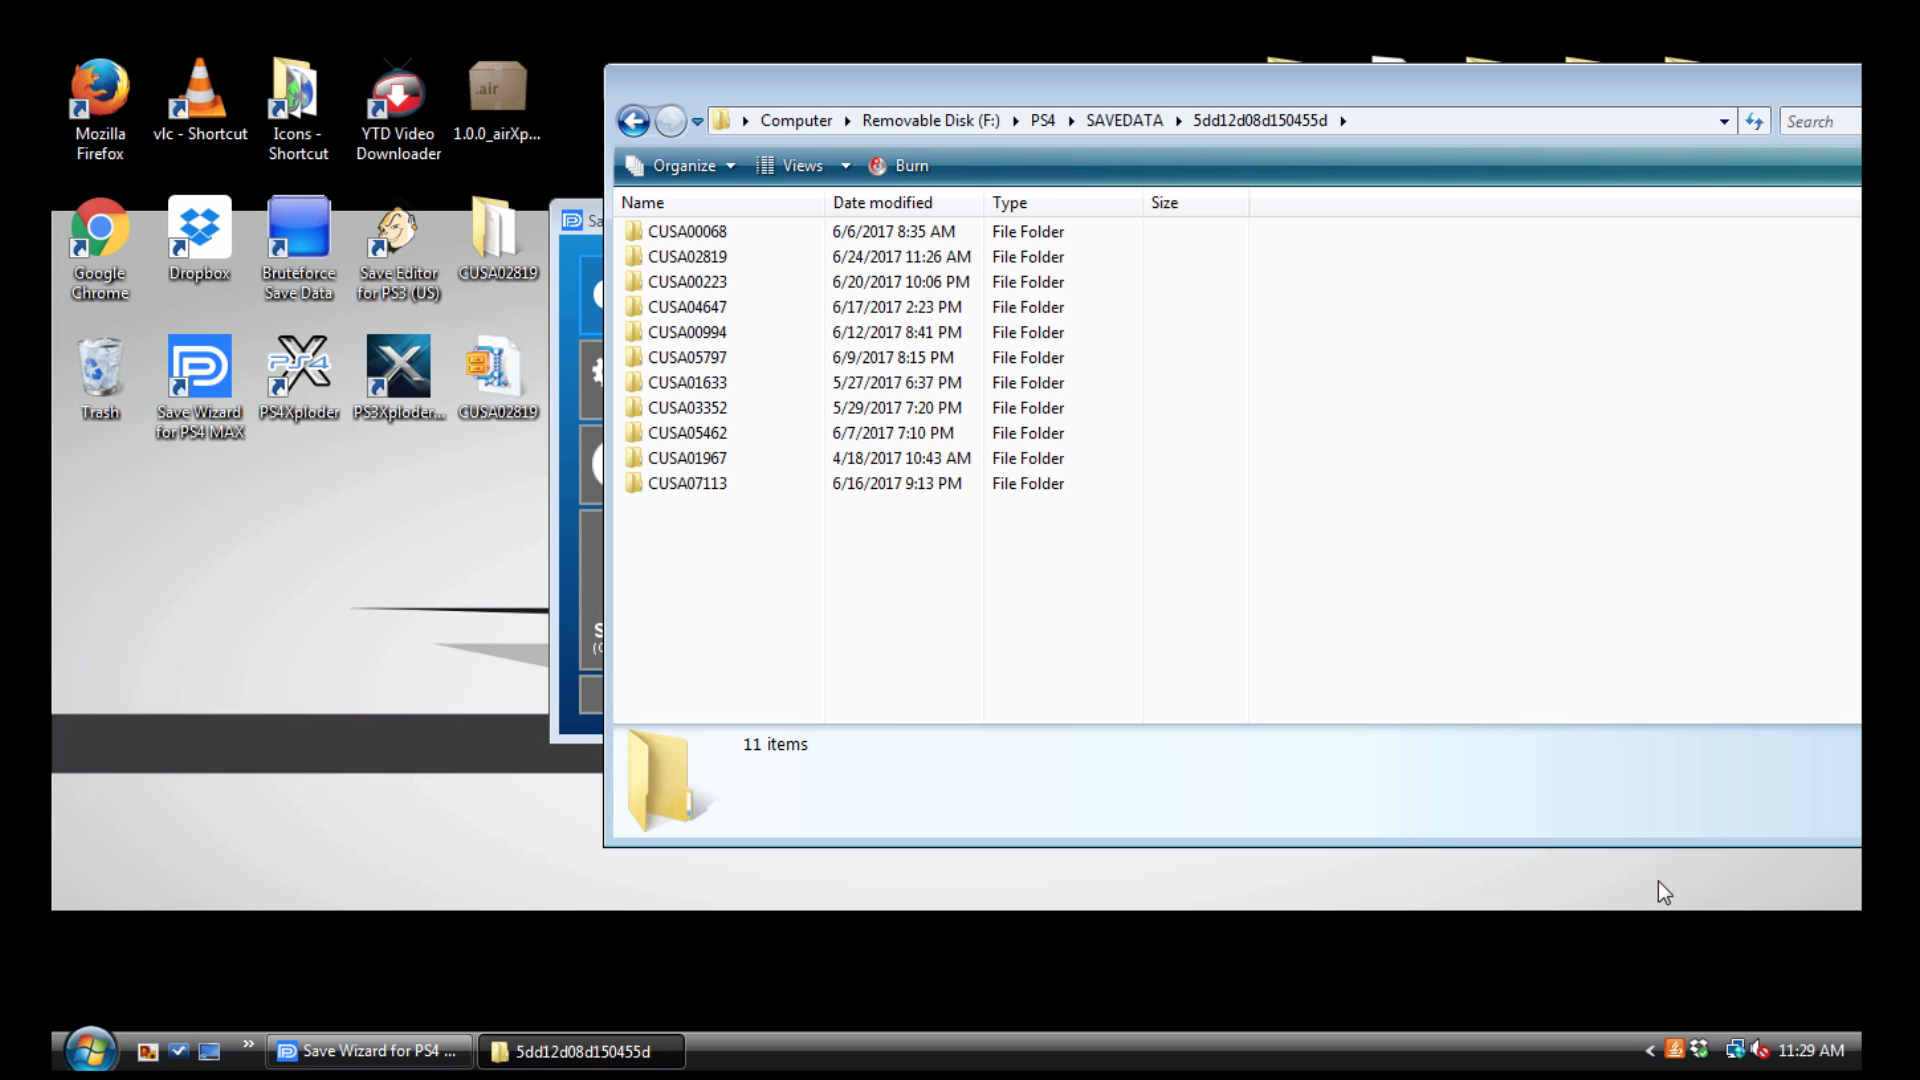 Mozilla Firefox
vlc - Shortcut
Icons - Shortcut
YTD Video Downloader
.air
1.0.0_airXp...
Google Chrome
Dropbox
Bruteforce Save Data
Save Editor for PS3 (US)
CUSA02819
Trash
Save Wizard for PS4 MAX
PS4
PS4Xploder
PS3Xploder...
CUSA02819
Sa
S
(C
Computer Removable Disk (F:) PS4 SAVEDATA 5dd12d08d150455d
Search
Organize Views Burn
Name Date modified Type Size
CUSA00068 6/6/2017 8:35 AM File Folder
CUSA02819 6/24/2017 11:26 AM File Folder
CUSA00223 6/20/2017 10:06 PM File Folder
CUSA04647 6/17/2017 2:23 PM File Folder
CUSA00994 6/12/2017 8:41 PM File Folder
CUSA05797 6/9/2017 8:15 PM File Folder
CUSA01633 5/27/2017 6:37 PM File Folder
CUSA03352 5/29/2017 7:20 PM File Folder
CUSA05462 6/7/2017 7:10 PM File Folder
CUSA01967 4/18/2017 10:43 AM File Folder
CUSA07113 6/16/2017 9:13 PM File Folder
11 items
Save Wizard for PS4 ...
5dd12d08d150455d
11:29 AM